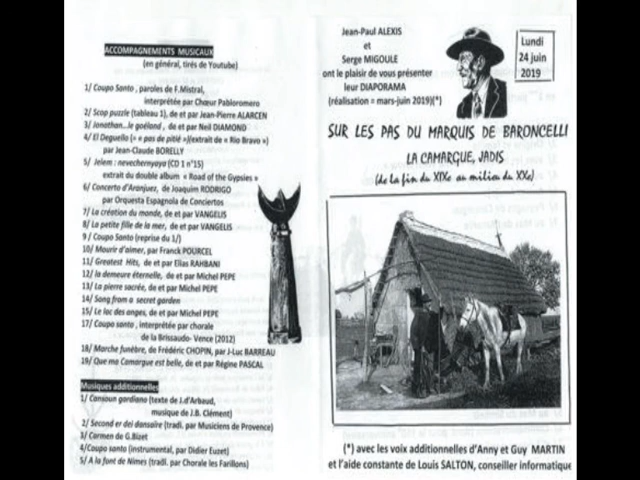 ACCOMPAGNEMENTS MUSICAUX
(en général, tirés de Youtube)
1/ Coupo Santo , paroles de F.Mistral,
interprétée par Chœur Pabloromero
2/ Scop puzzle (tableau 1), de et par Jean-Pierre ALARCEN
3/ Jonathan...le goéland , de et par Neil DIAMOND
4/ El Deguello (= « pas de pitié »)(extrait de « Rio Bravo »)
par Jean-Claude BORELLY
5/ Jelem : nevechernyaya (CD 1 n°15)
extrait du double album « Road of the Gypsies »
6/ Concerto d'Aranjuez, de Joaquim RODRIGO
par Orquesta Espagnola de Conciertos
7/ La création du monde, de et par VANGELIS
8/ La petite fille de la mer, de et par VANGELIS
9 / Coupo Santo (reprise du 1/)
10/ Mourir d'aimer, par Franck POURCEL
11/ Greatest Hits, de et par Elias RAHBANI
12/ la demeure éternelle, de et par Michel PEPE
13/ La pierre sacrée, de et par Michel PEPE
14/ Song from a secret garden
15/ Le lac des anges, de et par Michel PEPE
17/ Coupo santo , interprétée par chorale
de la Brissaudo- Vence (2012)
18/ Marche funèbre, de Frédéric CHOPIN, par J-Luc BARREAU
19/ Que ma Camargue est belle, de et par Régine PASCAL
Musiques additionnelles
1/ Cansoun gardiano (texte de J.d'Arbaud,
musique de J.B. Clément)
2/ Second er dei dansaire (tradi. par Musiciens de Provence)
3/ Carmen de G.Bizet
4/Coupo santo (instrumental, par Didier Euzet)
5/ A la font de Nimes (tradi. par Chorale les Farillons)
Jean-Paul ALEXIS
et
Serge MIGOULE
ont le plaisir de vous présenter
leur DIAPORAMA
(réalisation = mars-juin 2019)(*)
Lundi
24 juin
2019
SUR LES PAS DU MARQUIS DE BARONCELLI
LA CAMARGUE, JADIS
(de la fin du XIXe au milieu du XXe)
(*) avec les voix additionnelles d'Anny et Guy MARTIN
et l'aide constante de Louis SALTON, conseiller informatique